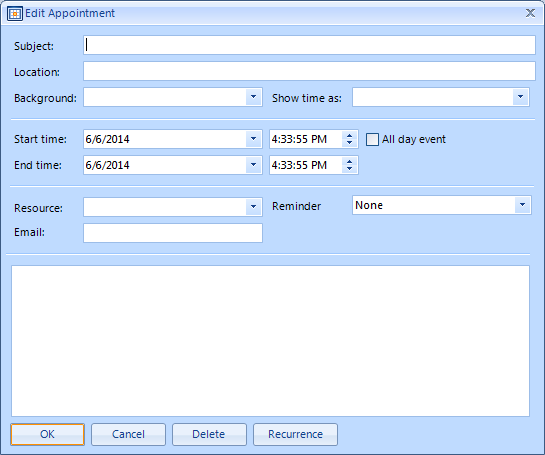 Edit Appointment
Subject:
Location:
Background: Show time as:
Start time: 6/6/2014 4:33:55 PM All day event
End time: 6/6/2014 4:33:55 PM
Resource: Reminder None
Email:
OK Cancel Delete Recurrence